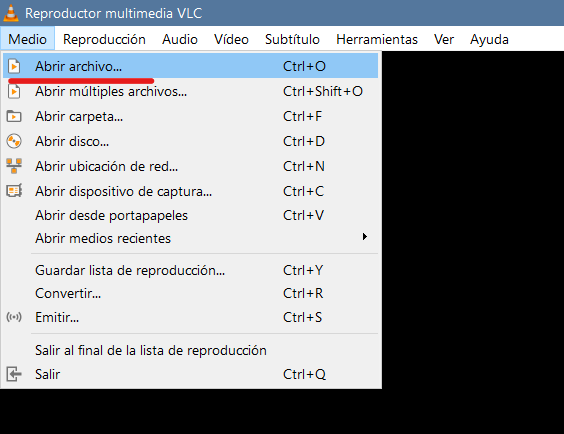 Reproductor multimedia VLC
Medio Reproducción Audio Vídeo Subtítulo Herramientas Ver Ayuda
Abrir archivo... Ctrl+O
Abrir múltiples archivos... Ctrl+Shift+O
Abrir carpeta... Ctrl+F
Abrir disco... Ctrl+D
Abrir ubicación de red... Ctrl+N
Abrir dispositivo de captura... Ctrl+C
Abrir desde portapapeles Ctrl+V
Abrir medios recientes
Guardar lista de reproducción... Ctrl+Y
Convertir... Ctrl+R
Emitir... Ctrl+S
Salir al final de la lista de reproducción
Salir Ctrl+Q